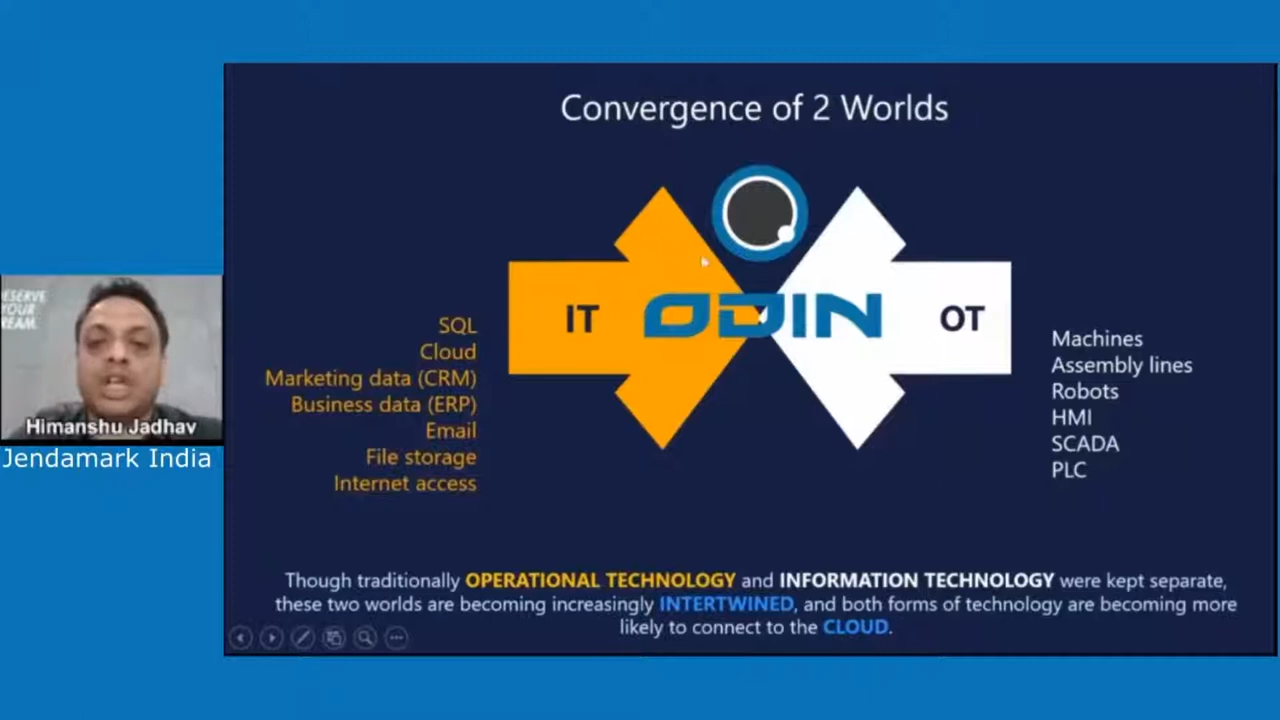 Convergence of 2 Worlds
IT
ODIN
OT
SQL
Cloud
Marketing data (CRM)
Business data (ERP)
Email
File storage
Internet access
Machines
Assembly lines
Robots
HMI
SCADA
PLC
Though traditionally OPERATIONAL TECHNOLOGY and INFORMATION TECHNOLOGY were kept separate,
these two worlds are becoming increasingly INTERTWINED, and both forms of technology are becoming more
likely to connect to the CLOUD.
YOUR
Himanshu Jadhav
Jendamark India